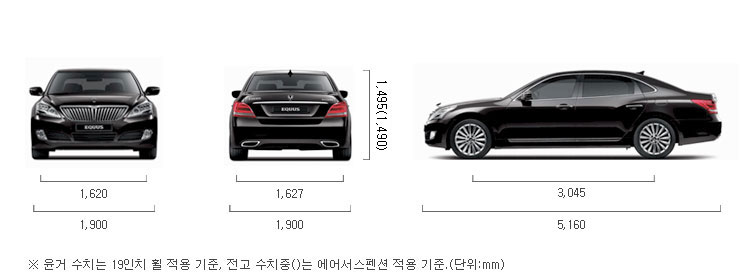 EQUUS
EQUUS
1,495(1,490)
1,620
1,627
3,045
1,900
1,900
5,160
※ 윤거 수치는 19인치 휠 적용 기준, 전고 수치중()는 에어서스펜션 적용 기준.(단위:mm)